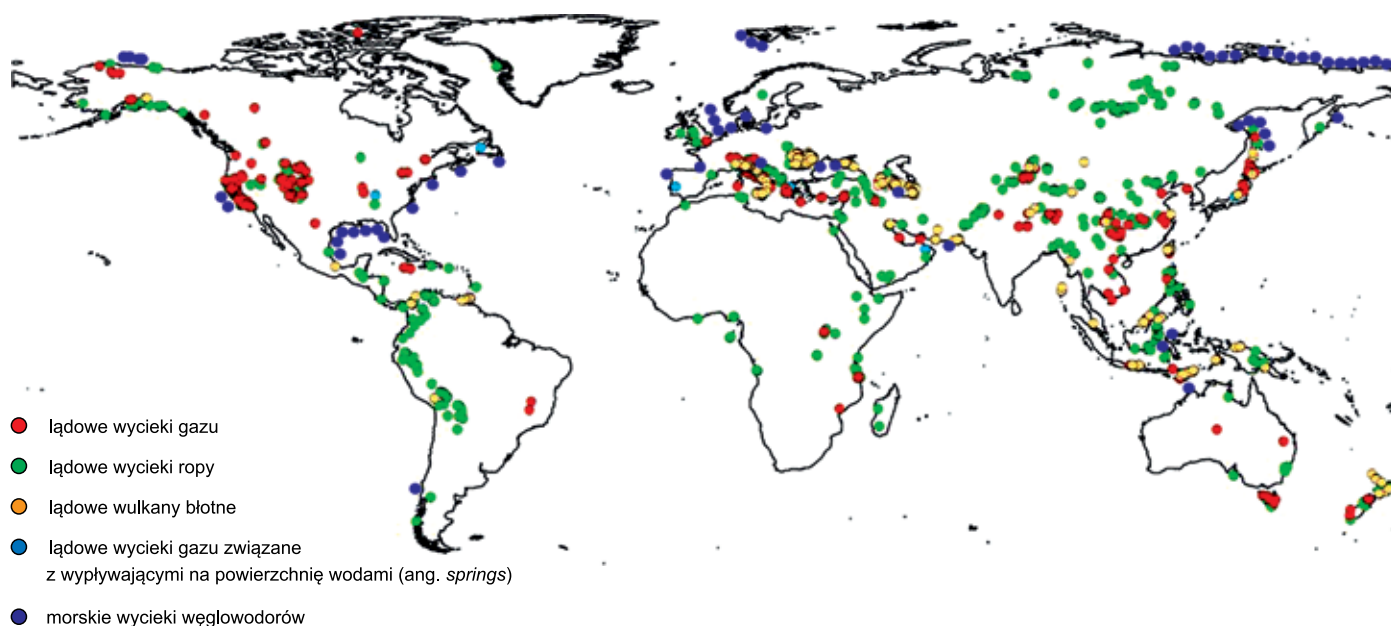 lądowe wycieki gazu
lądowe wycieki ropy
lądowe wulkany błotne
lądowe wycieki gazu związane
z wypływającymi na powierzchnię wodami (ang. springs)
morskie wycieki węglowodorów